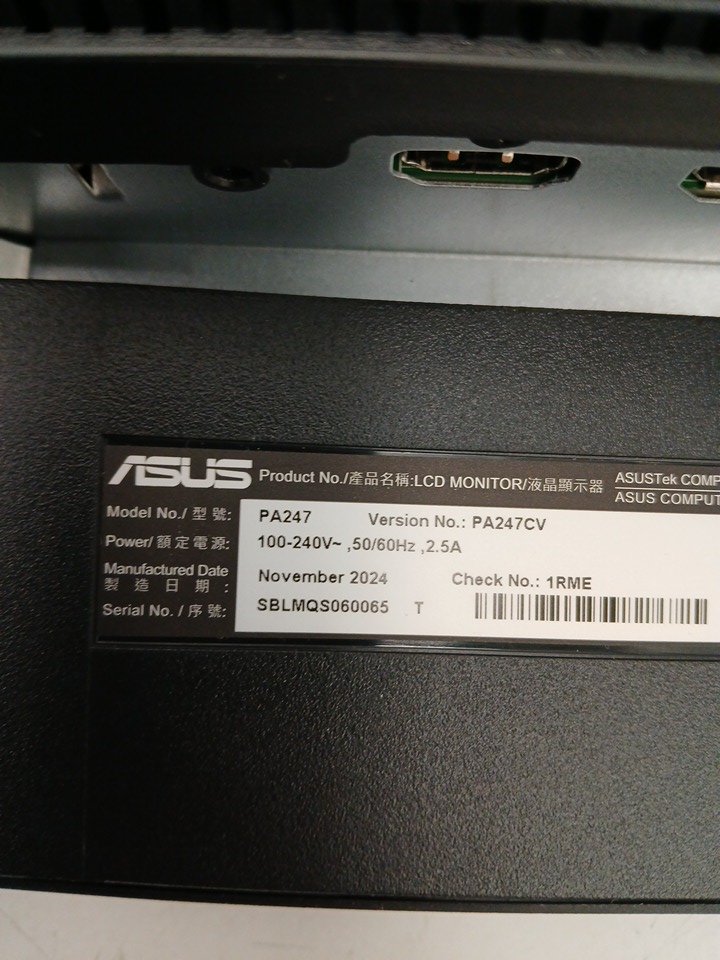 ASUS Product No./產品名稱:LCD MONITOR/液晶顯示器
ASUSTek COMP
ASUS COMPUT
Model No./ 型號: PA247 Version No.: PA247CV
Power/ 額定電源: 100-240V~ ,50/60Hz ,2.5A
Manufactured Date
製造日期: November 2024 Check No.: 1RME
Serial No. / 序號: SBLMQS060065 T